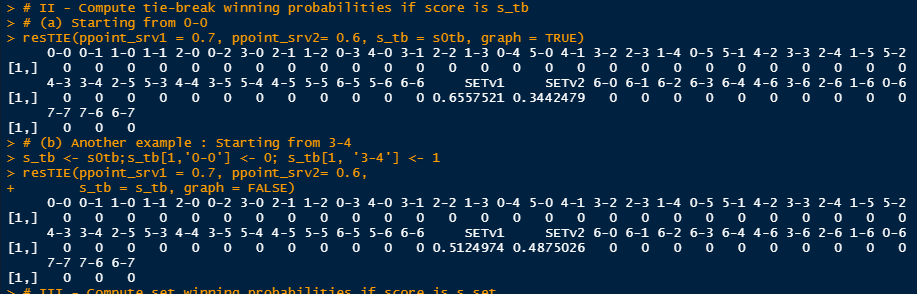 > # II - Compute tie-break winning probabilities if score is s_tb
> # (a) Starting from 0-0
> resTIE(ppoint_srv1 = 0.7, ppoint_srv2= 0.6, s_tb = s0tb, graph = TRUE)
     0-0 0-1 1-0 1-1 2-0 0-2 3-0 2-1 1-2 0-3 4-0 3-1 2-2 1-3 0-4 5-0 4-1 3-2 2-3 1-4 0-5 5-1 4-2 3-3 2-4 1-5 5-2
[1,]   0   0   0   0   0   0   0   0   0   0   0   0   0   0   0   0   0   0   0   0   0   0   0   0   0   0   0
     4-3 3-4 2-5 5-3 4-4 3-5 5-4 4-5 5-5 6-5 5-6 6-6     SETv1     SETv2 6-0 6-1 6-2 6-3 6-4 4-6 3-6 2-6 1-6 0-6
[1,]   0   0   0   0   0   0   0   0   0   0   0   0 0.6557521 0.3442479   0   0   0   0   0   0   0   0   0   0
     7-7 7-6 6-7
[1,]   0   0   0
> # (b) Another example : Starting from 3-4
> s_tb <- s0tb;s_tb[1,'0-0'] <- 0; s_tb[1, '3-4'] <- 1
> resTIE(ppoint_srv1 = 0.7, ppoint_srv2= 0.6,
+        s_tb = s_tb, graph = FALSE)
     0-0 0-1 1-0 1-1 2-0 0-2 3-0 2-1 1-2 0-3 4-0 3-1 2-2 1-3 0-4 5-0 4-1 3-2 2-3 1-4 0-5 5-1 4-2 3-3 2-4 1-5 5-2
[1,]   0   0   0   0   0   0   0   0   0   0   0   0   0   0   0   0   0   0   0   0   0   0   0   0   0   0   0
     4-3 3-4 2-5 5-3 4-4 3-5 5-4 4-5 5-5 6-5 5-6 6-6     SETv1     SETv2 6-0 6-1 6-2 6-3 6-4 4-6 3-6 2-6 1-6 0-6
[1,]   0   0   0   0   0   0   0   0   0   0   0   0 0.5124974 0.4875026   0   0   0   0   0   0   0   0   0   0
     7-7 7-6 6-7
[1,]   0   0   0
> # III - Compute set winning probabilities if score is s_set